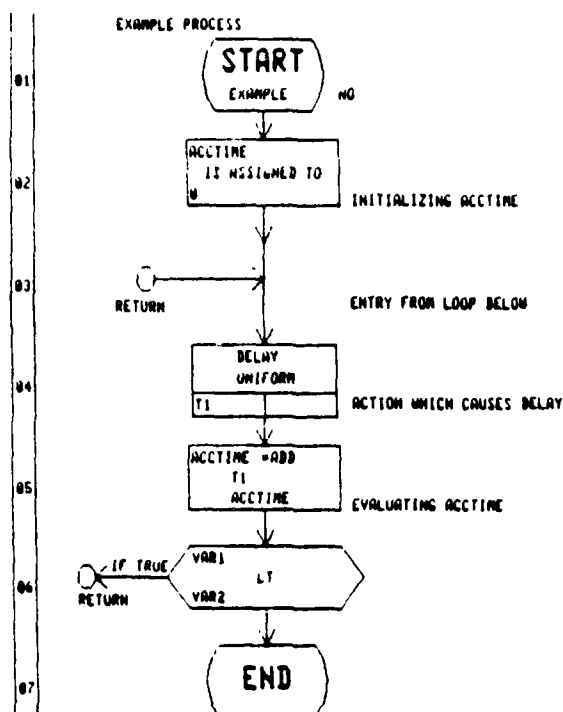 EXAMPLE PROCESS
START
01
EXAMPLE NO
ACCTIME
IS ASSIGNED TO
02
0
INITIALIZING ACCTIME
03
RETURN
ENTRY FROM LOOP BELOW
DELAY
UNIFORM
04
T1
ACTION WHICH CAUSES DELAY
ACCTIME =ADD
T1
05
ACCTIME
EVALUATING ACCTIME
VAR1
IF TRUE
LT
06
RETURN
VAR2
END
07